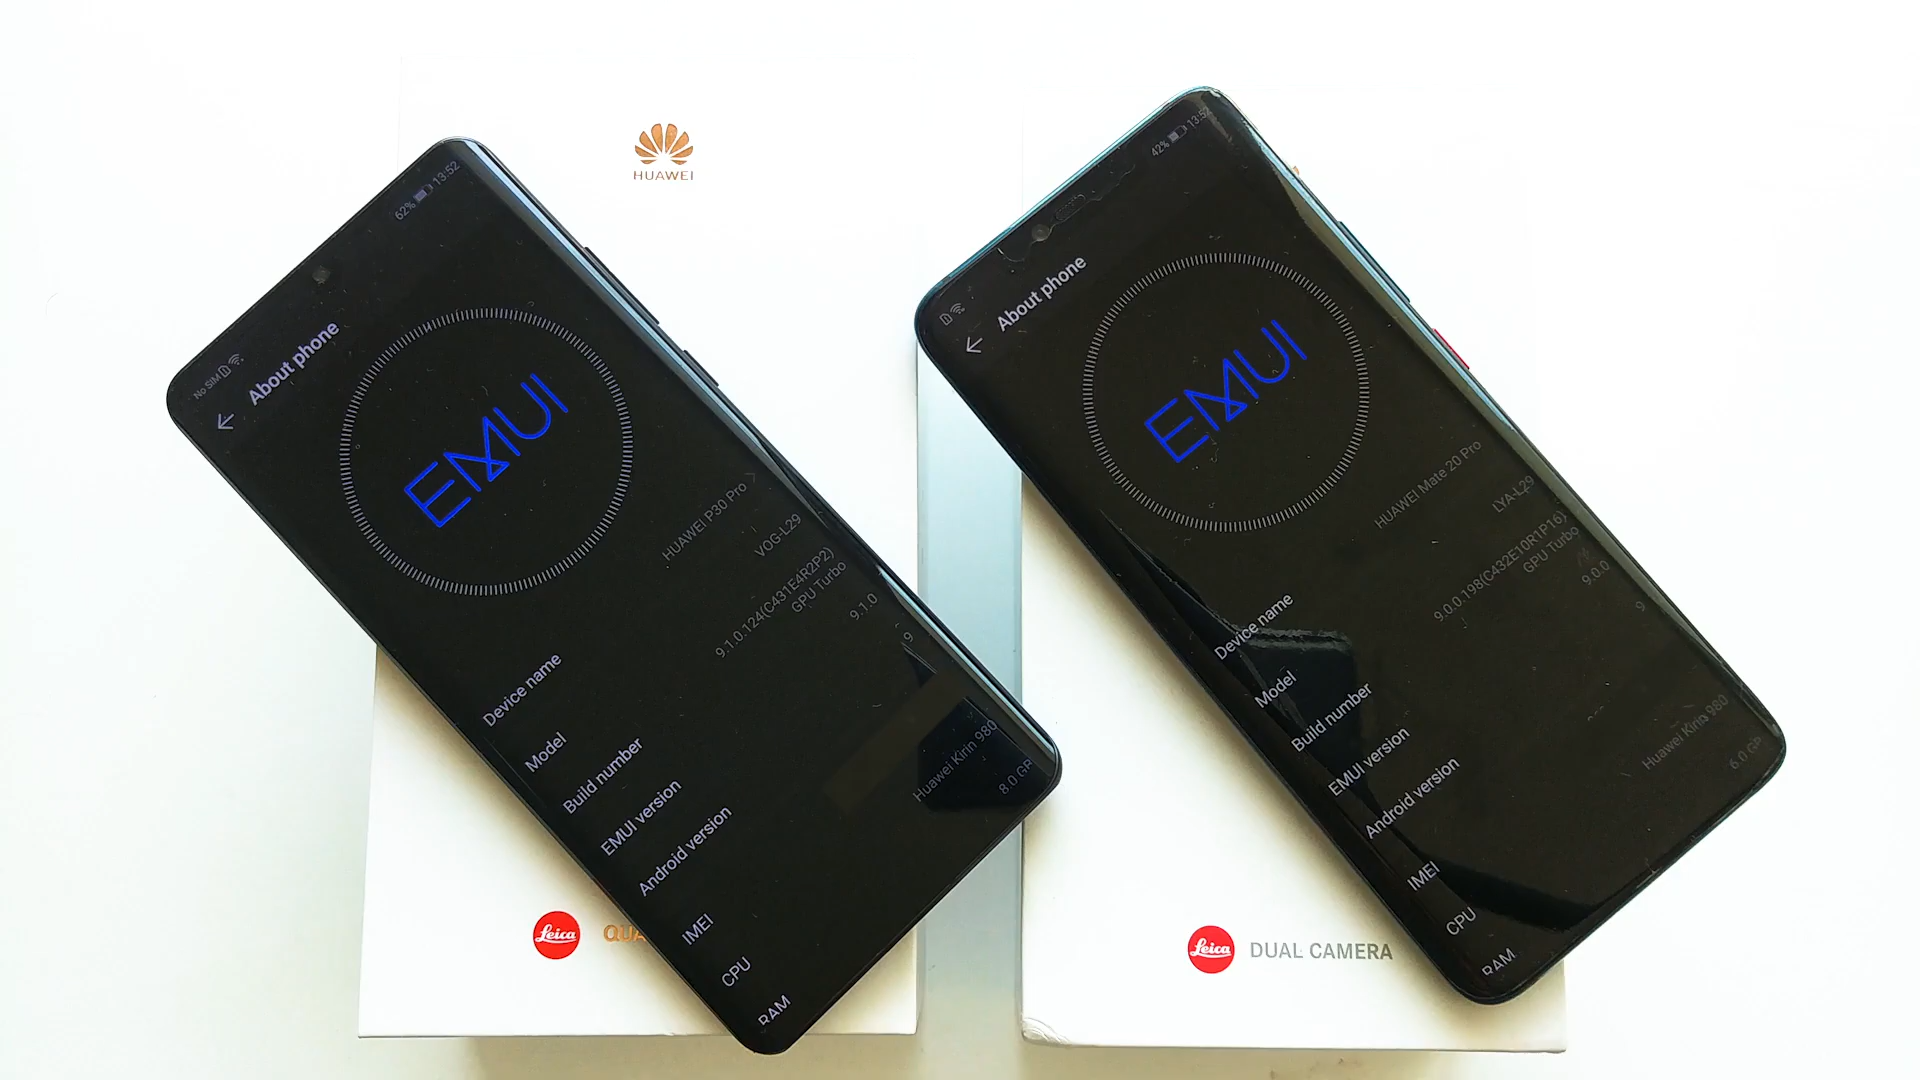 HUAWEI
62% 13:52
No SIM
About phone
EMUI
Device name
HUAWEI P30 Pro
Model
VOG-L29
Build number
9.1.0.124(C431E4R2P2)
GPU Turbo
EMUI version
9.1.0
Android version
9
IMEI
CPU
Huawei Kirin 980
RAM
8.0 GB
Leica
QUA
42% 13:52
About phone
EMUI
Device name
HUAWEI Mate 20 Pro
Model
LYA-L29
Build number
9.0.0.198(C432E10R1P16)
GPU Turbo
EMUI version
9.0.0
Android version
9
IMEI
CPU
Huawei Kirin 980
RAM
6.0 GB
Leica
DUAL CAMERA